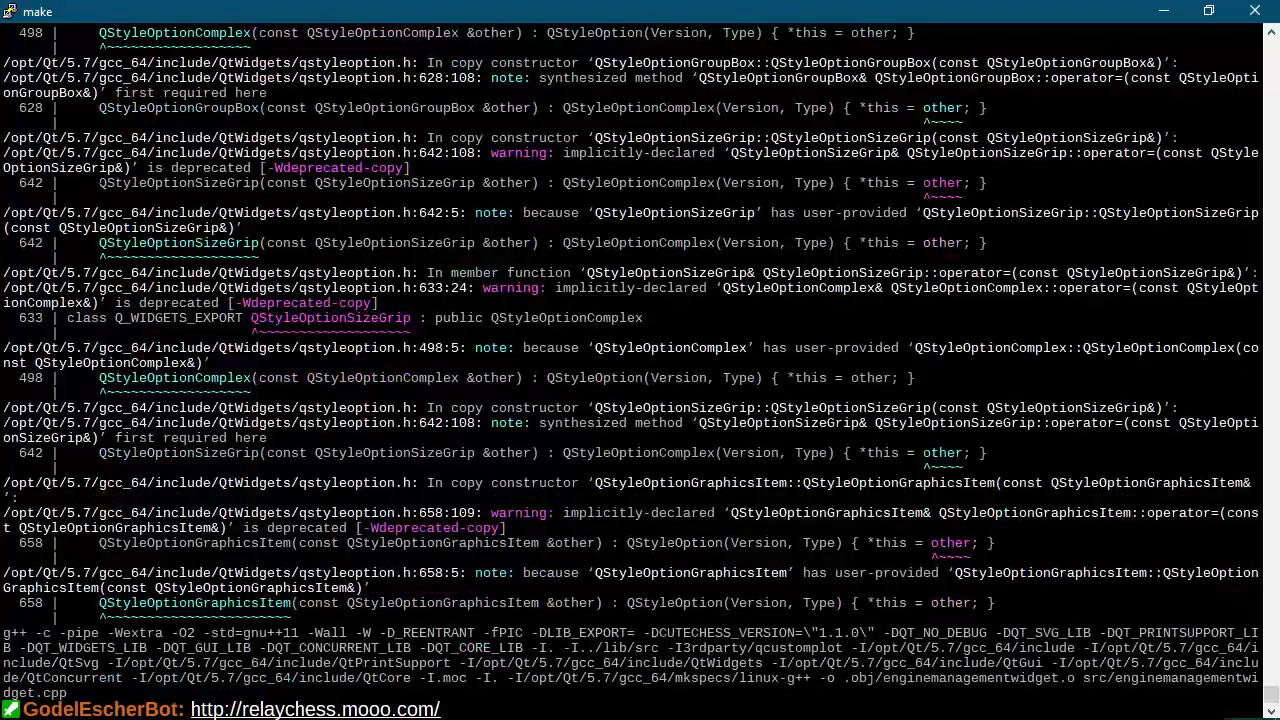 make
498 |     QStyleOptionComplex(const QStyleOptionComplex &other) : QStyleOption(Version, Type) { *this = other; }
    |     ^~~~~~~~~~~~~~~~~~~
/opt/Qt/5.7/gcc_64/include/QtWidgets/qstyleoption.h: In copy constructor ‘QStyleOptionGroupBox::QStyleOptionGroupBox(const QStyleOptionGroupBox&)’:
/opt/Qt/5.7/gcc_64/include/QtWidgets/qstyleoption.h:628:108: note: synthesized method ‘QStyleOptionGroupBox& QStyleOptionGroupBox::operator=(const QStyleOpti
onGroupBox&)’ first required here
628 |     QStyleOptionGroupBox(const QStyleOptionGroupBox &other) : QStyleOptionComplex(Version, Type) { *this = other; }
    |                                                                                                            ^~~~~
/opt/Qt/5.7/gcc_64/include/QtWidgets/qstyleoption.h: In copy constructor ‘QStyleOptionSizeGrip::QStyleOptionSizeGrip(const QStyleOptionSizeGrip&)’:
/opt/Qt/5.7/gcc_64/include/QtWidgets/qstyleoption.h:642:108: warning: implicitly-declared ‘QStyleOptionSizeGrip& QStyleOptionSizeGrip::operator=(const QStyle
OptionSizeGrip&)’ is deprecated [-Wdeprecated-copy]
642 |     QStyleOptionSizeGrip(const QStyleOptionSizeGrip &other) : QStyleOptionComplex(Version, Type) { *this = other; }
    |                                                                                                            ^~~~~
/opt/Qt/5.7/gcc_64/include/QtWidgets/qstyleoption.h:642:5: note: because ‘QStyleOptionSizeGrip’ has user-provided ‘QStyleOptionSizeGrip::QStyleOptionSizeGrip
(const QStyleOptionSizeGrip&)’
642 |     QStyleOptionSizeGrip(const QStyleOptionSizeGrip &other) : QStyleOptionComplex(Version, Type) { *this = other; }
    |     ^~~~~~~~~~~~~~~~~~~~
/opt/Qt/5.7/gcc_64/include/QtWidgets/qstyleoption.h: In member function ‘QStyleOptionSizeGrip& QStyleOptionSizeGrip::operator=(const QStyleOptionSizeGrip&)’:
/opt/Qt/5.7/gcc_64/include/QtWidgets/qstyleoption.h:633:24: warning: implicitly-declared ‘QStyleOptionComplex& QStyleOptionComplex::operator=(const QStyleOpt
ionComplex&)’ is deprecated [-Wdeprecated-copy]
633 | class Q_WIDGETS_EXPORT QStyleOptionSizeGrip : public QStyleOptionComplex
    |                        ^~~~~~~~~~~~~~~~~~~~
/opt/Qt/5.7/gcc_64/include/QtWidgets/qstyleoption.h:498:5: note: because ‘QStyleOptionComplex’ has user-provided ‘QStyleOptionComplex::QStyleOptionComplex(co
nst QStyleOptionComplex&)’
498 |     QStyleOptionComplex(const QStyleOptionComplex &other) : QStyleOption(Version, Type) { *this = other; }
    |     ^~~~~~~~~~~~~~~~~~~
/opt/Qt/5.7/gcc_64/include/QtWidgets/qstyleoption.h: In copy constructor ‘QStyleOptionSizeGrip::QStyleOptionSizeGrip(const QStyleOptionSizeGrip&)’:
/opt/Qt/5.7/gcc_64/include/QtWidgets/qstyleoption.h:642:108: note: synthesized method ‘QStyleOptionSizeGrip& QStyleOptionSizeGrip::operator=(const QStyleOpti
onSizeGrip&)’ first required here
642 |     QStyleOptionSizeGrip(const QStyleOptionSizeGrip &other) : QStyleOptionComplex(Version, Type) { *this = other; }
    |                                                                                                            ^~~~~
/opt/Qt/5.7/gcc_64/include/QtWidgets/qstyleoption.h: In copy constructor ‘QStyleOptionGraphicsItem::QStyleOptionGraphicsItem(const QStyleOptionGraphicsItem&
)’:
/opt/Qt/5.7/gcc_64/include/QtWidgets/qstyleoption.h:658:109: warning: implicitly-declared ‘QStyleOptionGraphicsItem& QStyleOptionGraphicsItem::operator=(cons
t QStyleOptionGraphicsItem&)’ is deprecated [-Wdeprecated-copy]
658 |     QStyleOptionGraphicsItem(const QStyleOptionGraphicsItem &other) : QStyleOption(Version, Type) { *this = other; }
    |                                                                                                             ^~~~~
/opt/Qt/5.7/gcc_64/include/QtWidgets/qstyleoption.h:658:5: note: because ‘QStyleOptionGraphicsItem’ has user-provided ‘QStyleOptionGraphicsItem::QStyleOption
GraphicsItem(const QStyleOptionGraphicsItem&)’
658 |     QStyleOptionGraphicsItem(const QStyleOptionGraphicsItem &other) : QStyleOption(Version, Type) { *this = other; }
    |     ^~~~~~~~~~~~~~~~~~~~~~~~
g++ -c -pipe -Wextra -O2 -std=gnu++11 -Wall -W -D_REENTRANT -fPIC -DLIB_EXPORT= -DCUTECHESS_VERSION=\"1.1.0\" -DQT_NO_DEBUG -DQT_SVG_LIB -DQT_PRINTSUPPORT_LI
B -DQT_WIDGETS_LIB -DQT_GUI_LIB -DQT_CONCURRENT_LIB -DQT_CORE_LIB -I. -I../lib/src -I3rdparty/qcustomplot -I/opt/Qt/5.7/gcc_64/include -I/opt/Qt/5.7/gcc_64/i
nclude/QtSvg -I/opt/Qt/5.7/gcc_64/include/QtPrintSupport -I/opt/Qt/5.7/gcc_64/include/QtWidgets -I/opt/Qt/5.7/gcc_64/include/QtGui -I/opt/Qt/5.7/gcc_64/inclu
de/QtConcurrent -I/opt/Qt/5.7/gcc_64/include/QtCore -I.moc -I. -I/opt/Qt/5.7/gcc_64/mkspecs/linux-g++ -o .obj/enginemanagementwidget.o src/enginemanagementwi
dget.cpp
GodelEscherBot: http://relaychess.mooo.com/